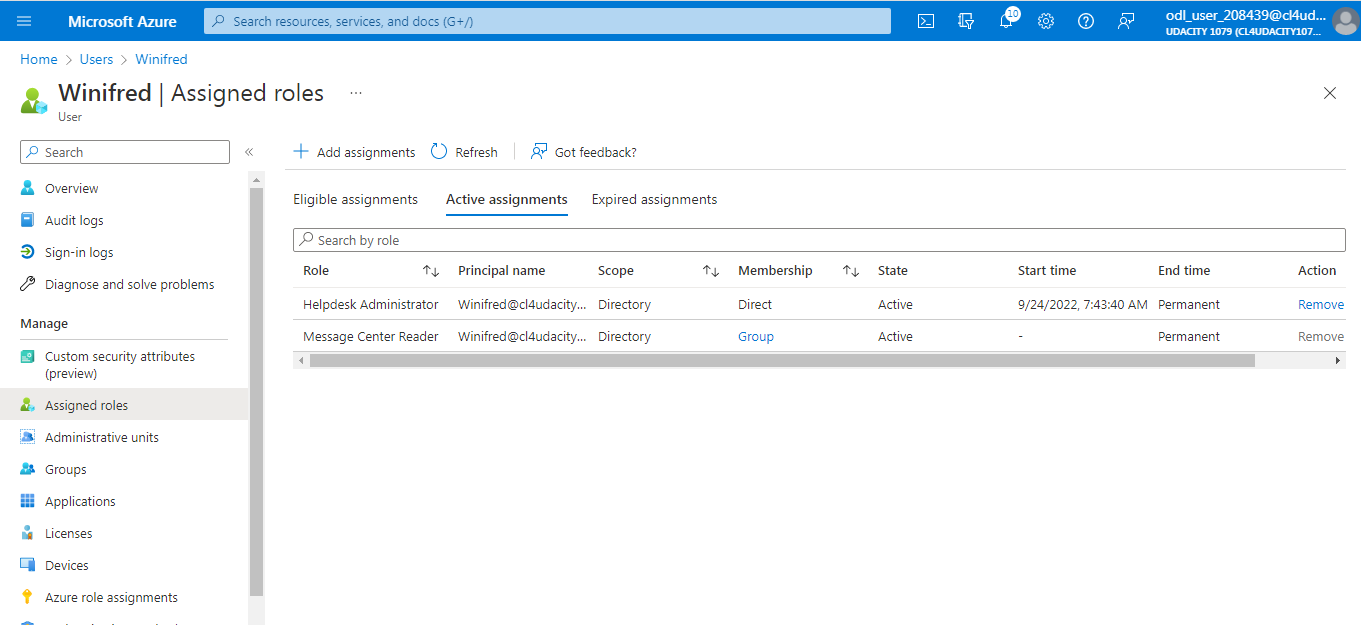 Microsoft Azure
Search resources, services, and docs (G+/)
10
odl_user_208439@cl4ud...
UDACITY 1079 (CL4UDACITY107...
Home > Users > Winifred
Winifred | Assigned roles ...
User
Search
«
Add assignments
Refresh
Got feedback?
Overview
Audit logs
Sign-in logs
Diagnose and solve problems
Manage
Custom security attributes
(preview)
Assigned roles
Administrative units
Groups
Applications
Licenses
Devices
Azure role assignments
Eligible assignments Active assignments Expired assignments
Search by role
Role Principal name Scope Membership State Start time End time Action
Helpdesk Administrator Winifred@cl4udacity... Directory Direct Active 9/24/2022, 7:43:40 AM Permanent Remove
Message Center Reader Winifred@cl4udacity... Directory Group Active - Permanent Remove